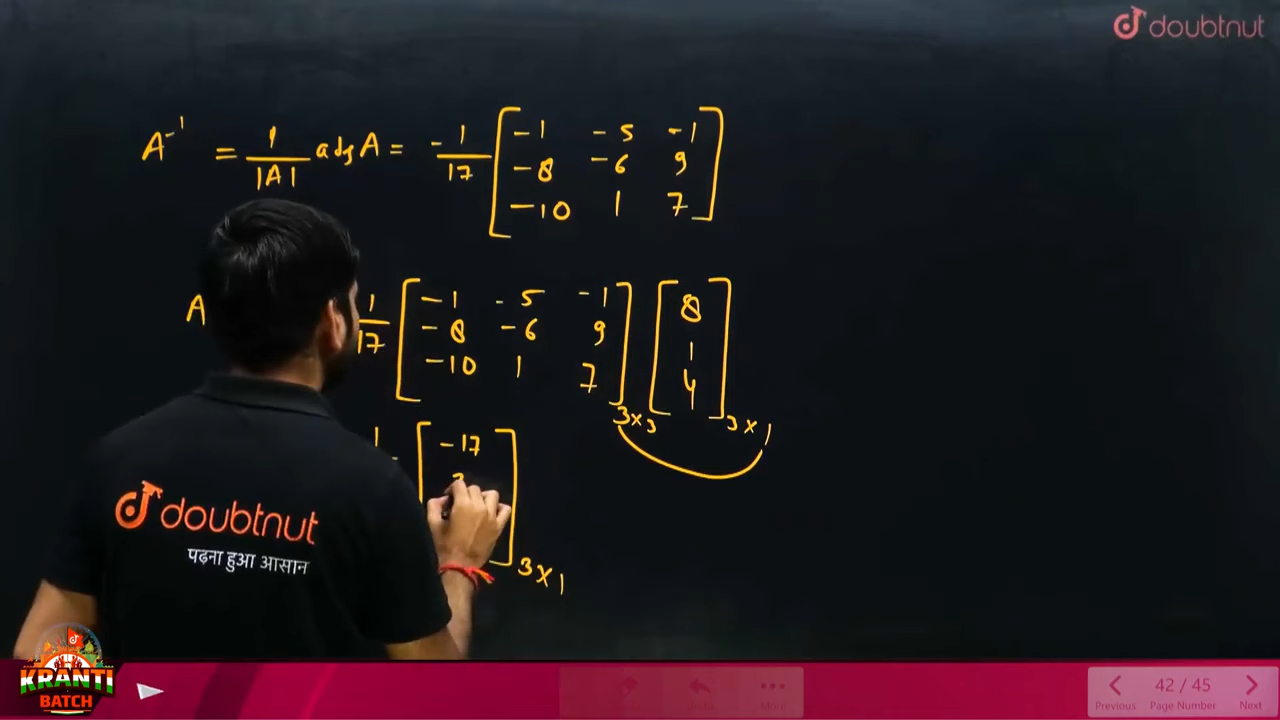 doubtnut
A⁻¹ = 1/|A| adj A = -1/17 [ -1 -5 -1
-8 -6 9
-10 1 7 ]
A
1/17 [ -1 -5 -1
-8 -6 9
-10 1 7 ] 3×3 [ 8
1
4 ] 3×1
1 [ -17
] 3×1
doubtnut
पढ़ना हुआ आसान
KRANTI
BATCH
42 / 45
Previous Page Number Next
More